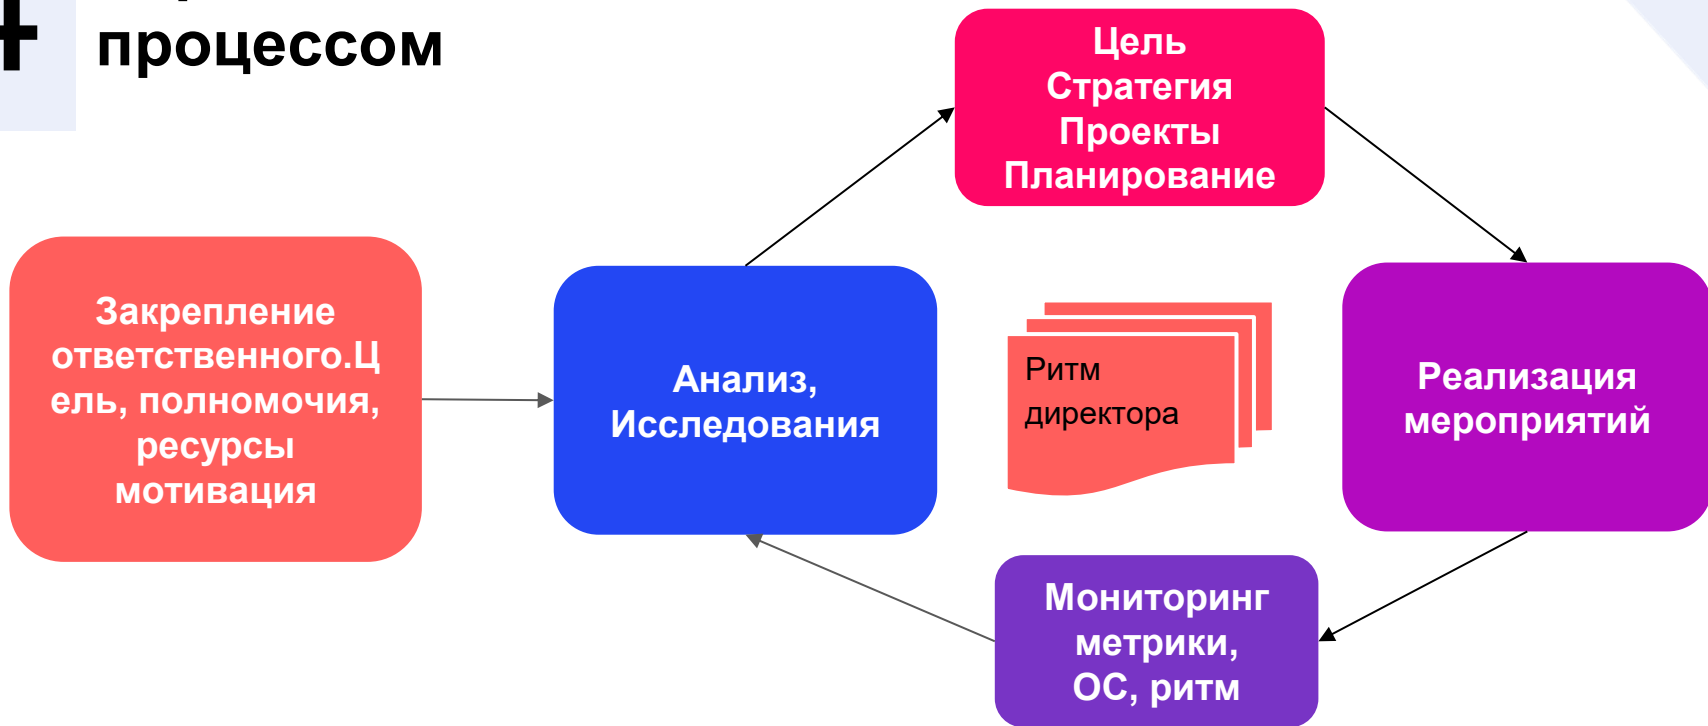 процессом
Цель
Стратегия
Проекты
Планирование
Закрепление
ответственного.Ц
ель, полномочия,
ресурсы
мотивация
Анализ,
Исследования
Ритм
директора
Реализация
мероприятий
Мониторинг
метрики,
ОС, ритм